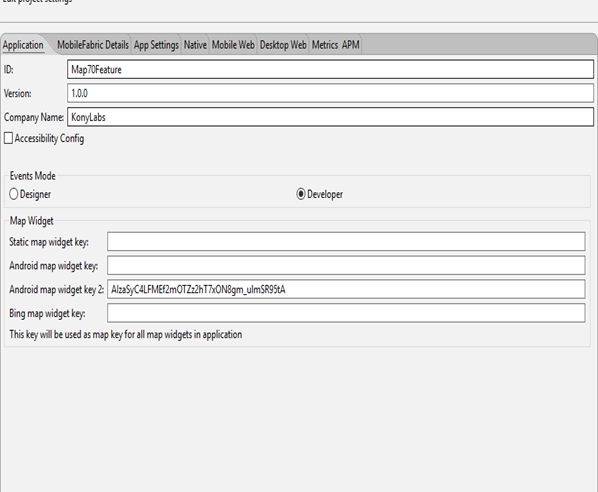 Edit project settings
Application MobileFabric Details App Settings Native Mobile Web Desktop Web Metrics APM
ID: Map70Feature
Version: 1.0.0
Company Name: KonyLabs
Accessibility Config
Events Mode
Designer Developer
Map Widget
Static map widget key:
Android map widget key:
Android map widget key 2: AIzaSyC4LFMEf2mOTZz2hT7xON8gm_ulmSR95tA
Bing map widget key:
This key will be used as map key for all map widgets in application